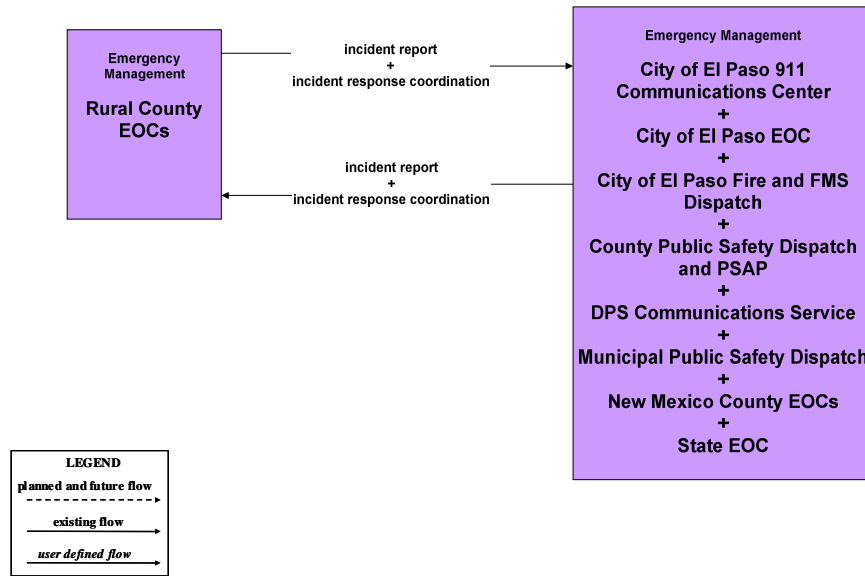 Emergency
Management
Rural County
EOCs
incident report
+
incident response coordination
incident report
+
incident response coordination
Emergency Management
City of El Paso 911
Communications Center
+
City of El Paso EOC
+
City of El Paso Fire and FMS
Dispatch
+
County Public Safety Dispatch
and PSAP
+
DPS Communications Service
+
Municipal Public Safety Dispatch
+
New Mexico County EOCs
+
State EOC
LEGEND
planned and future flow
existing flow
user defined flow